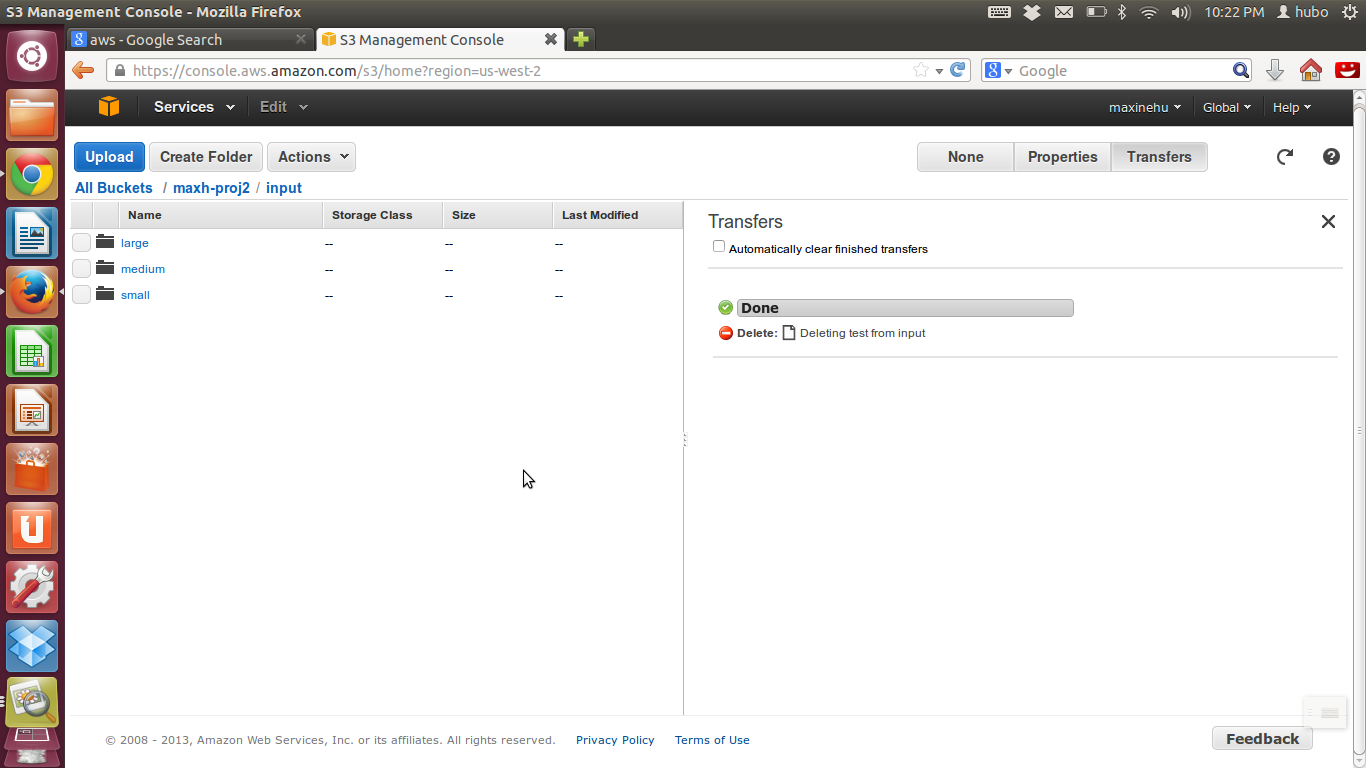 S3 Management Console - Mozilla Firefox
10:22 PM hubo
aws - Google Search
S3 Management Console
https://console.aws.amazon.com/s3/home?region=us-west-2
Google
Services Edit maxinehu Global Help
Upload Create Folder Actions None Properties Transfers
All Buckets / maxh-proj2 / input
Name Storage Class Size Last Modified
large -- -- --
medium -- -- --
small -- -- --
Transfers
Automatically clear finished transfers
Done
Delete: Deleting test from input
© 2008 - 2013, Amazon Web Services, Inc. or its affiliates. All rights reserved. Privacy Policy Terms of Use
Feedback